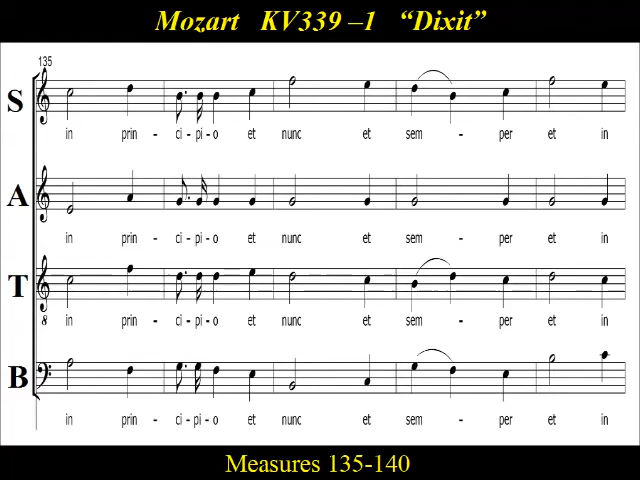 Mozart KV339 –1 “Dixit”
135
S
in prin - ci - pi - o et nunc et sem - per et in
A
in prin - ci - pi - o et nunc et sem - per et in
T
8
in prin - ci - pi - o et nunc et sem - per et in
B
in prin - ci - pi - o et nunc et sem - per et in
Measures 135-140